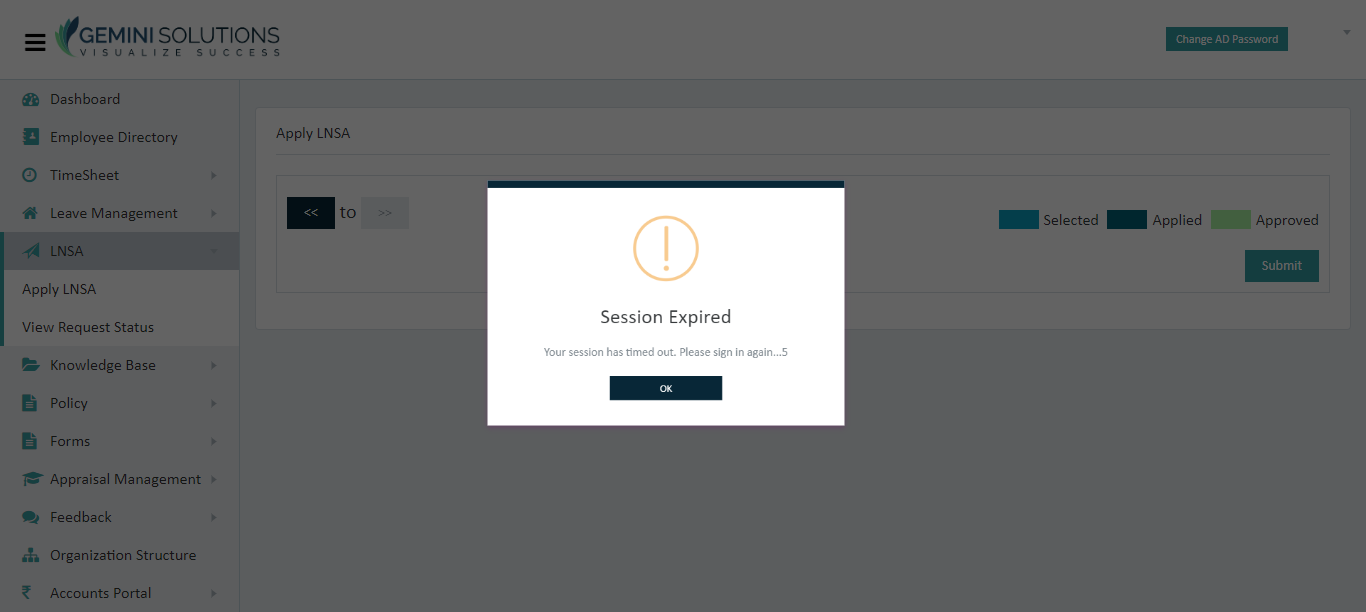 GEMINI SOLUTIONS
VISUALIZE SUCCESS
Change AD Password
Dashboard
Employee Directory
TimeSheet
Leave Management
LNSA
Apply LNSA
View Request Status
Knowledge Base
Policy
Forms
Appraisal Management
Feedback
Organization Structure
Accounts Portal
Apply LNSA
<< to >>
Selected Applied Approved
Submit
Session Expired
Your session has timed out. Please sign in again...5
OK